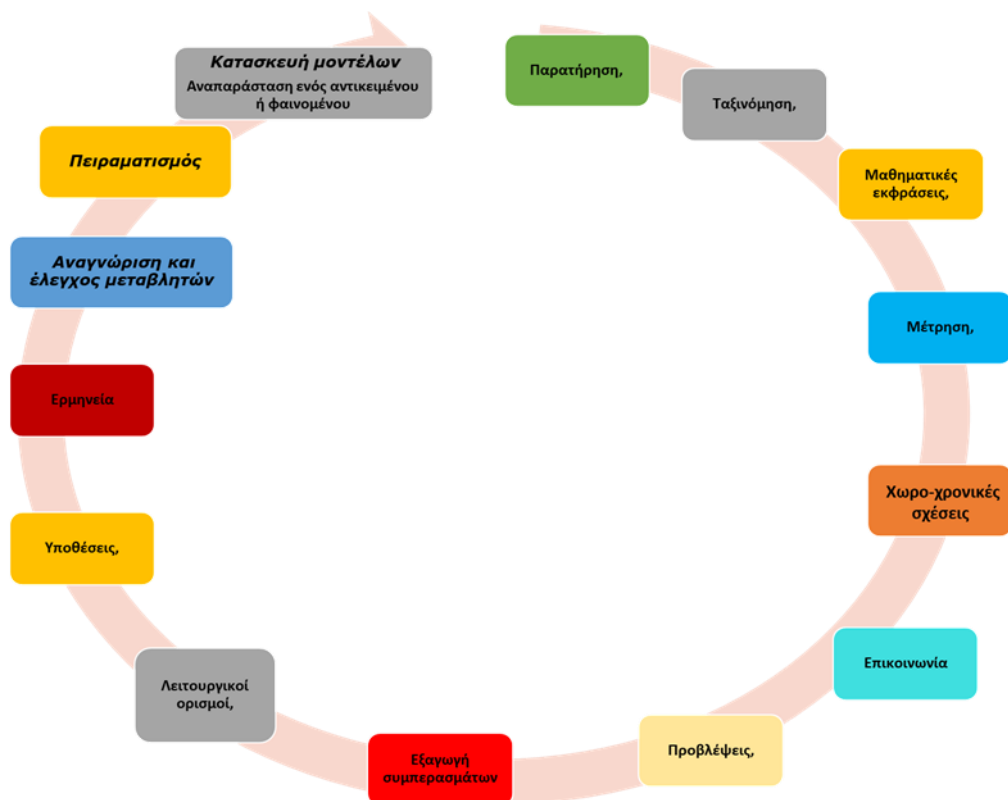 Παρατήρηση,
Ταξινόμηση,
Μαθηματικές
εκφράσεις,
Μέτρηση,
Χωρο-χρονικές
σχέσεις
Επικοινωνία
Προβλέψεις,
Εξαγωγή
συμπερασμάτων
Λειτουργικοί
ορισμοί,
Υποθέσεις,
Ερμηνεία
Αναγνώριση και
έλεγχος μεταβλητών
Πειραματισμός
Κατασκευή μοντέλων
Αναπαράσταση ενός αντικειμένου
ή φαινομένου